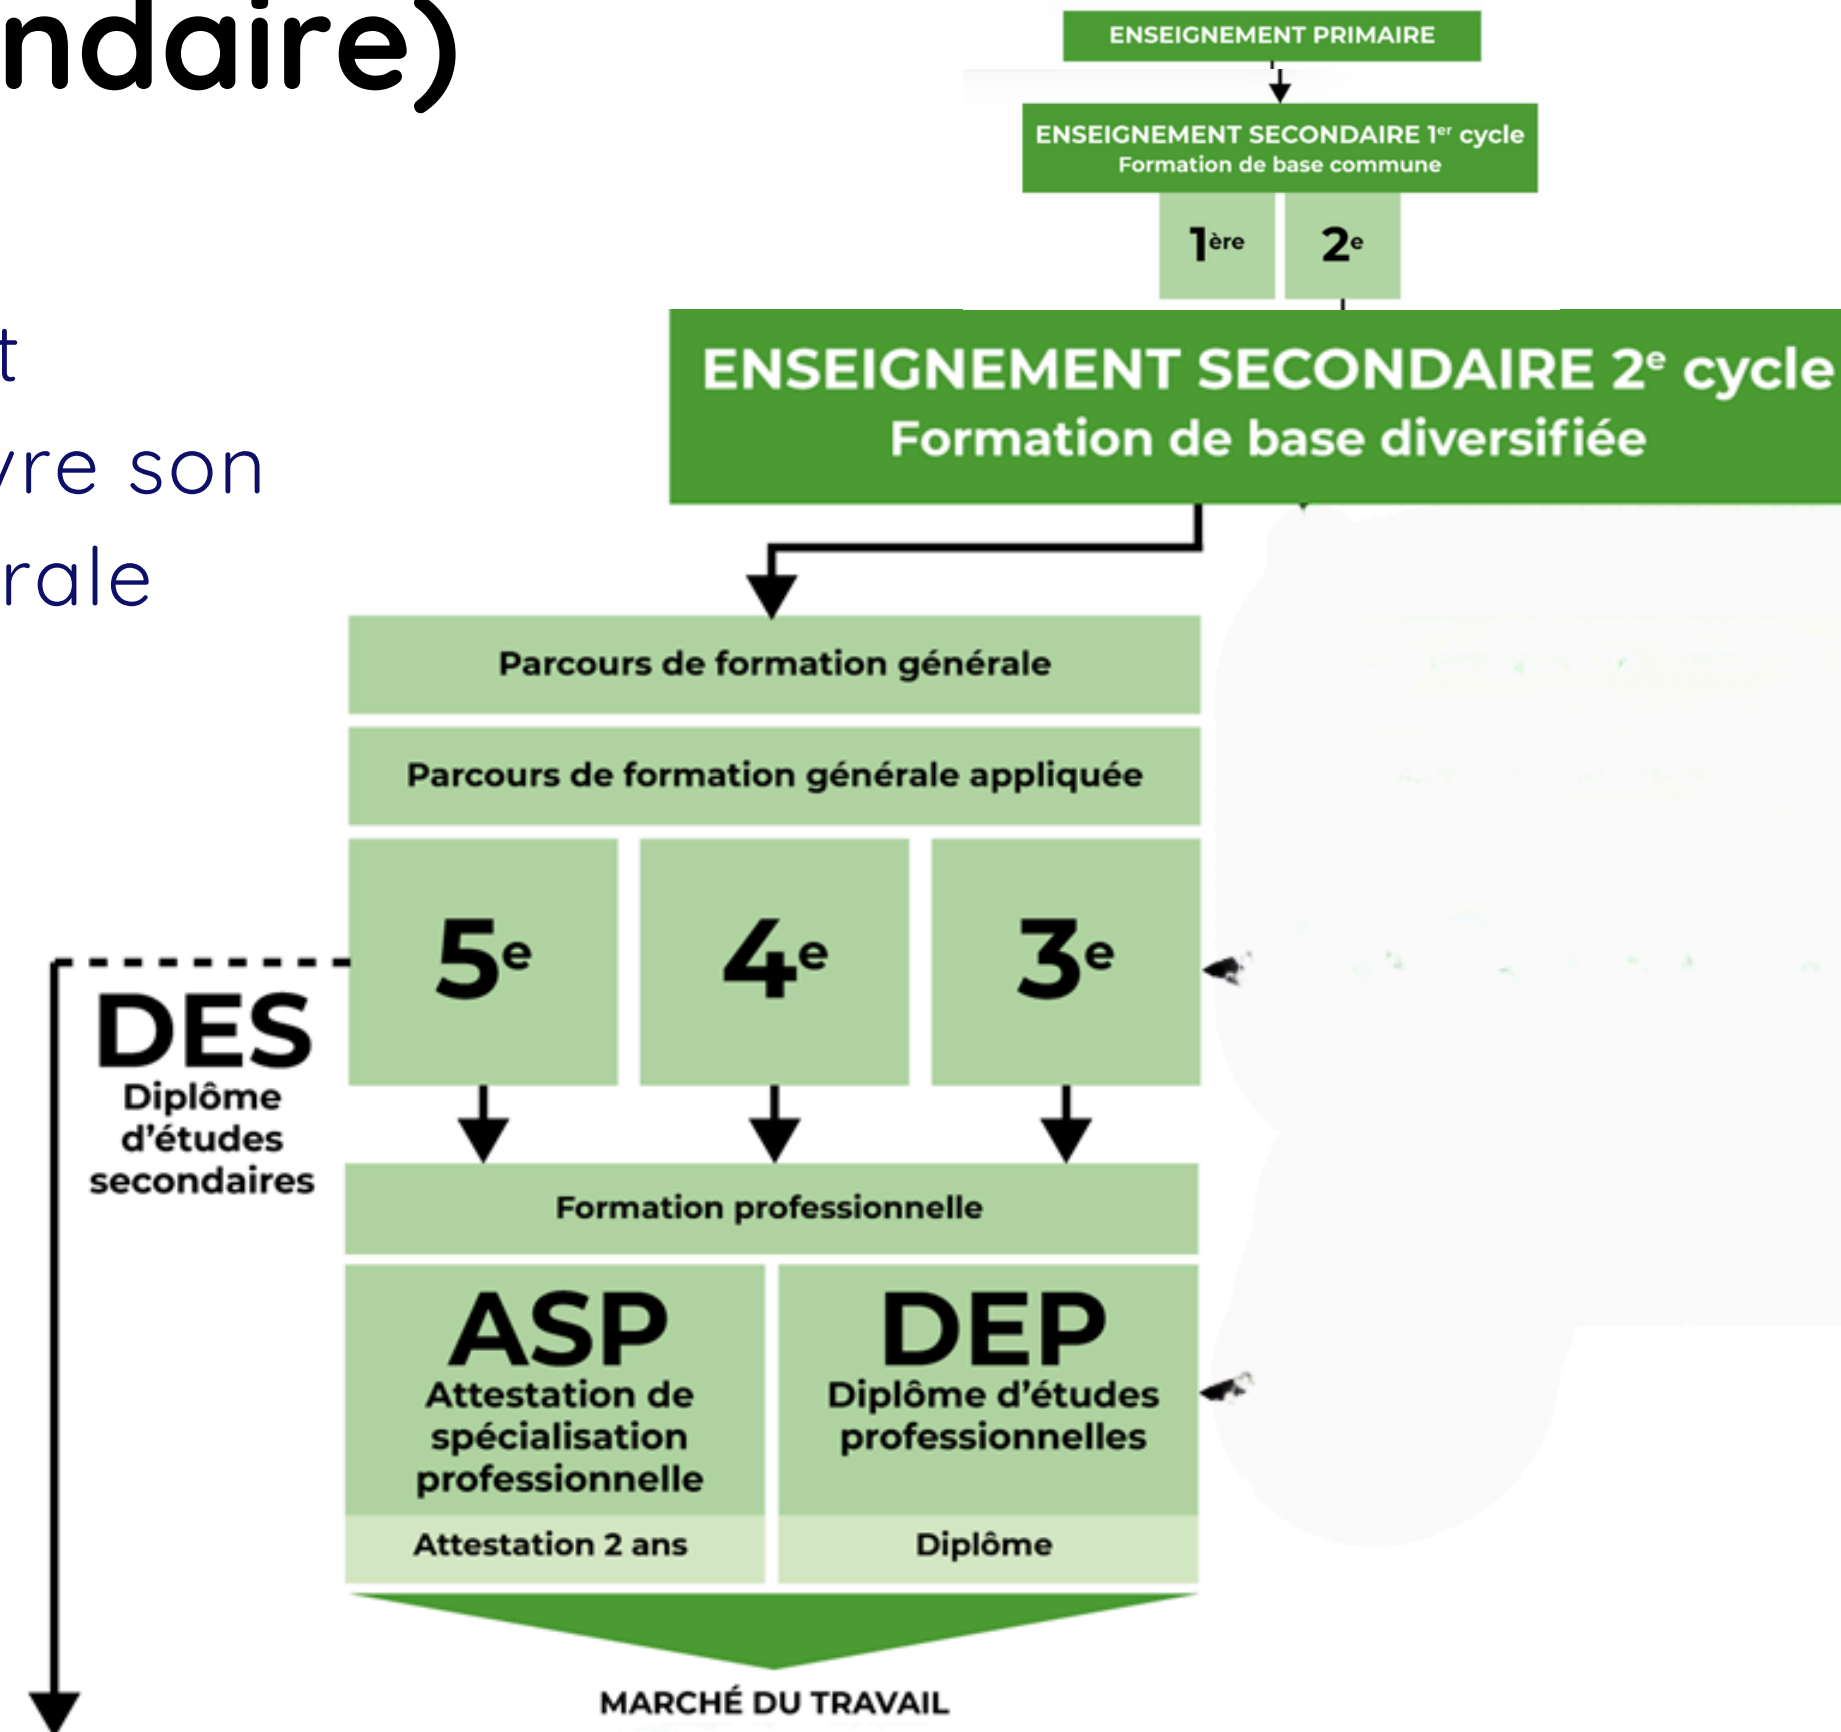 ndaire)
t
vre son
rale
ENSEIGNEMENT PRIMAIRE
ENSEIGNEMENT SECONDAIRE 1er cycle
Formation de base commune
1ère
2e
ENSEIGNEMENT SECONDAIRE 2e cycle
Formation de base diversifiée
Parcours de formation générale
Parcours de formation générale appliquée
5e
4e
3e
DES
Diplôme
d'études
secondaires
Formation professionnelle
ASP
Attestation de
spécialisation
professionnelle
Attestation 2 ans
DEP
Diplôme d'études
professionnelles
Diplôme
MARCHÉ DU TRAVAIL